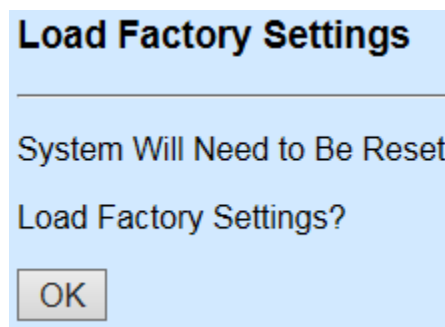 Load Factory Settings
System Will Need to Be Reset
Load Factory Settings?
OK